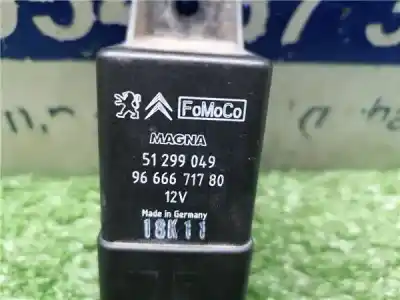 FoMoCo
MAGNA
51 299 049
96 666 717 80
12V
Made in Germany
18K11